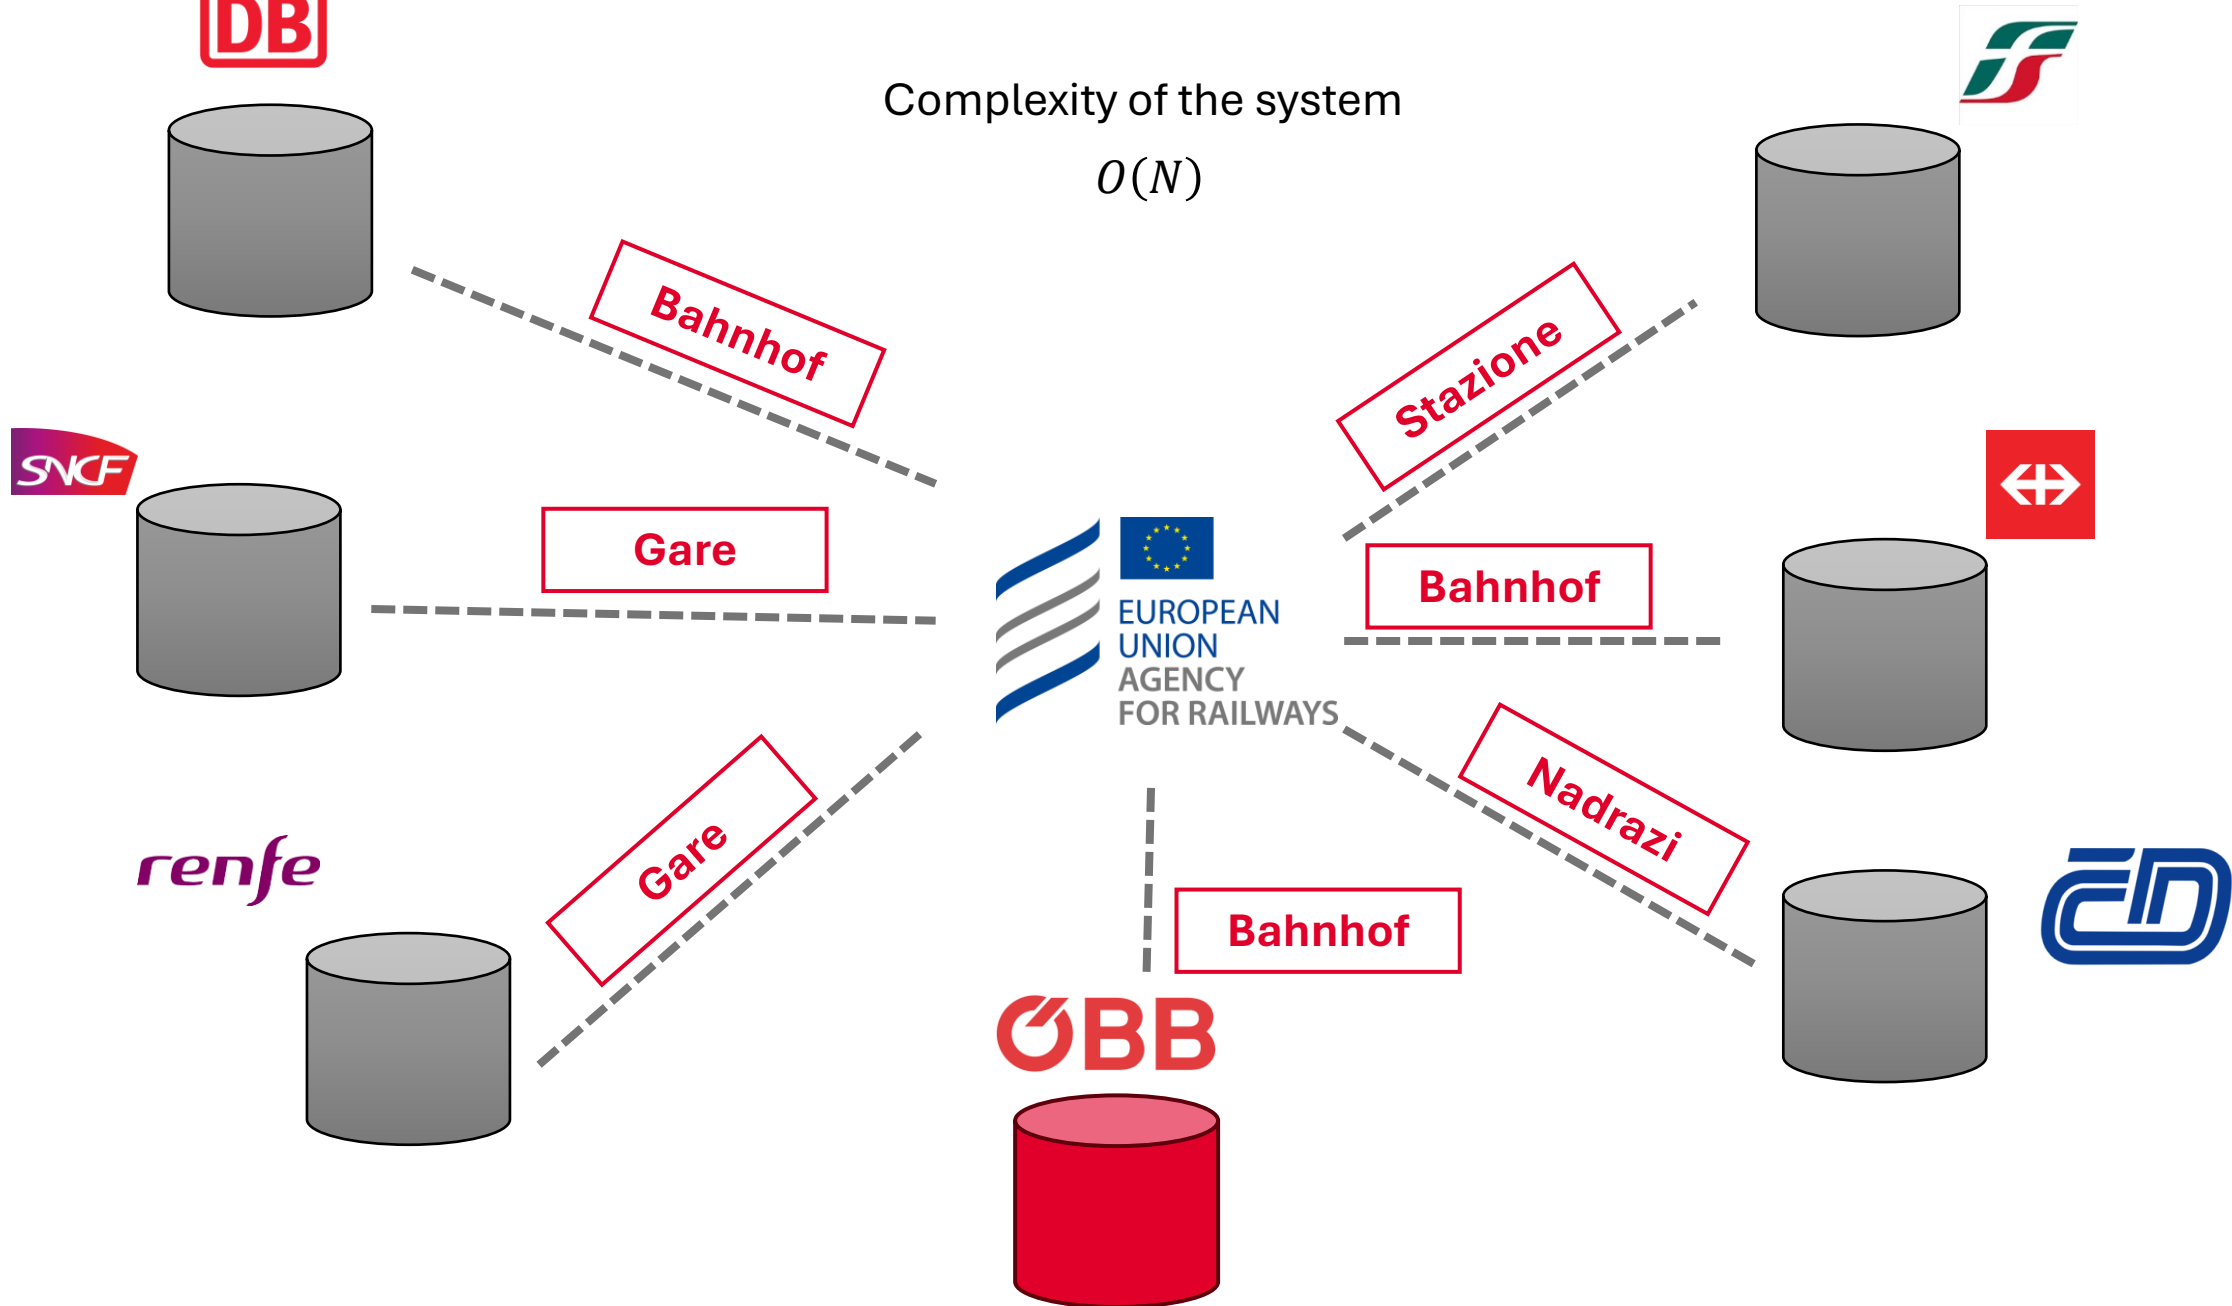 DB
Complexity of the system
O(N)
Bahnhof
Stazione
SNCF
Gare
Bahnhof
EUROPEAN
UNION
AGENCY
FOR RAILWAYS
Nadrazi
Gare
renfe
Bahnhof
ČD
ÖBB